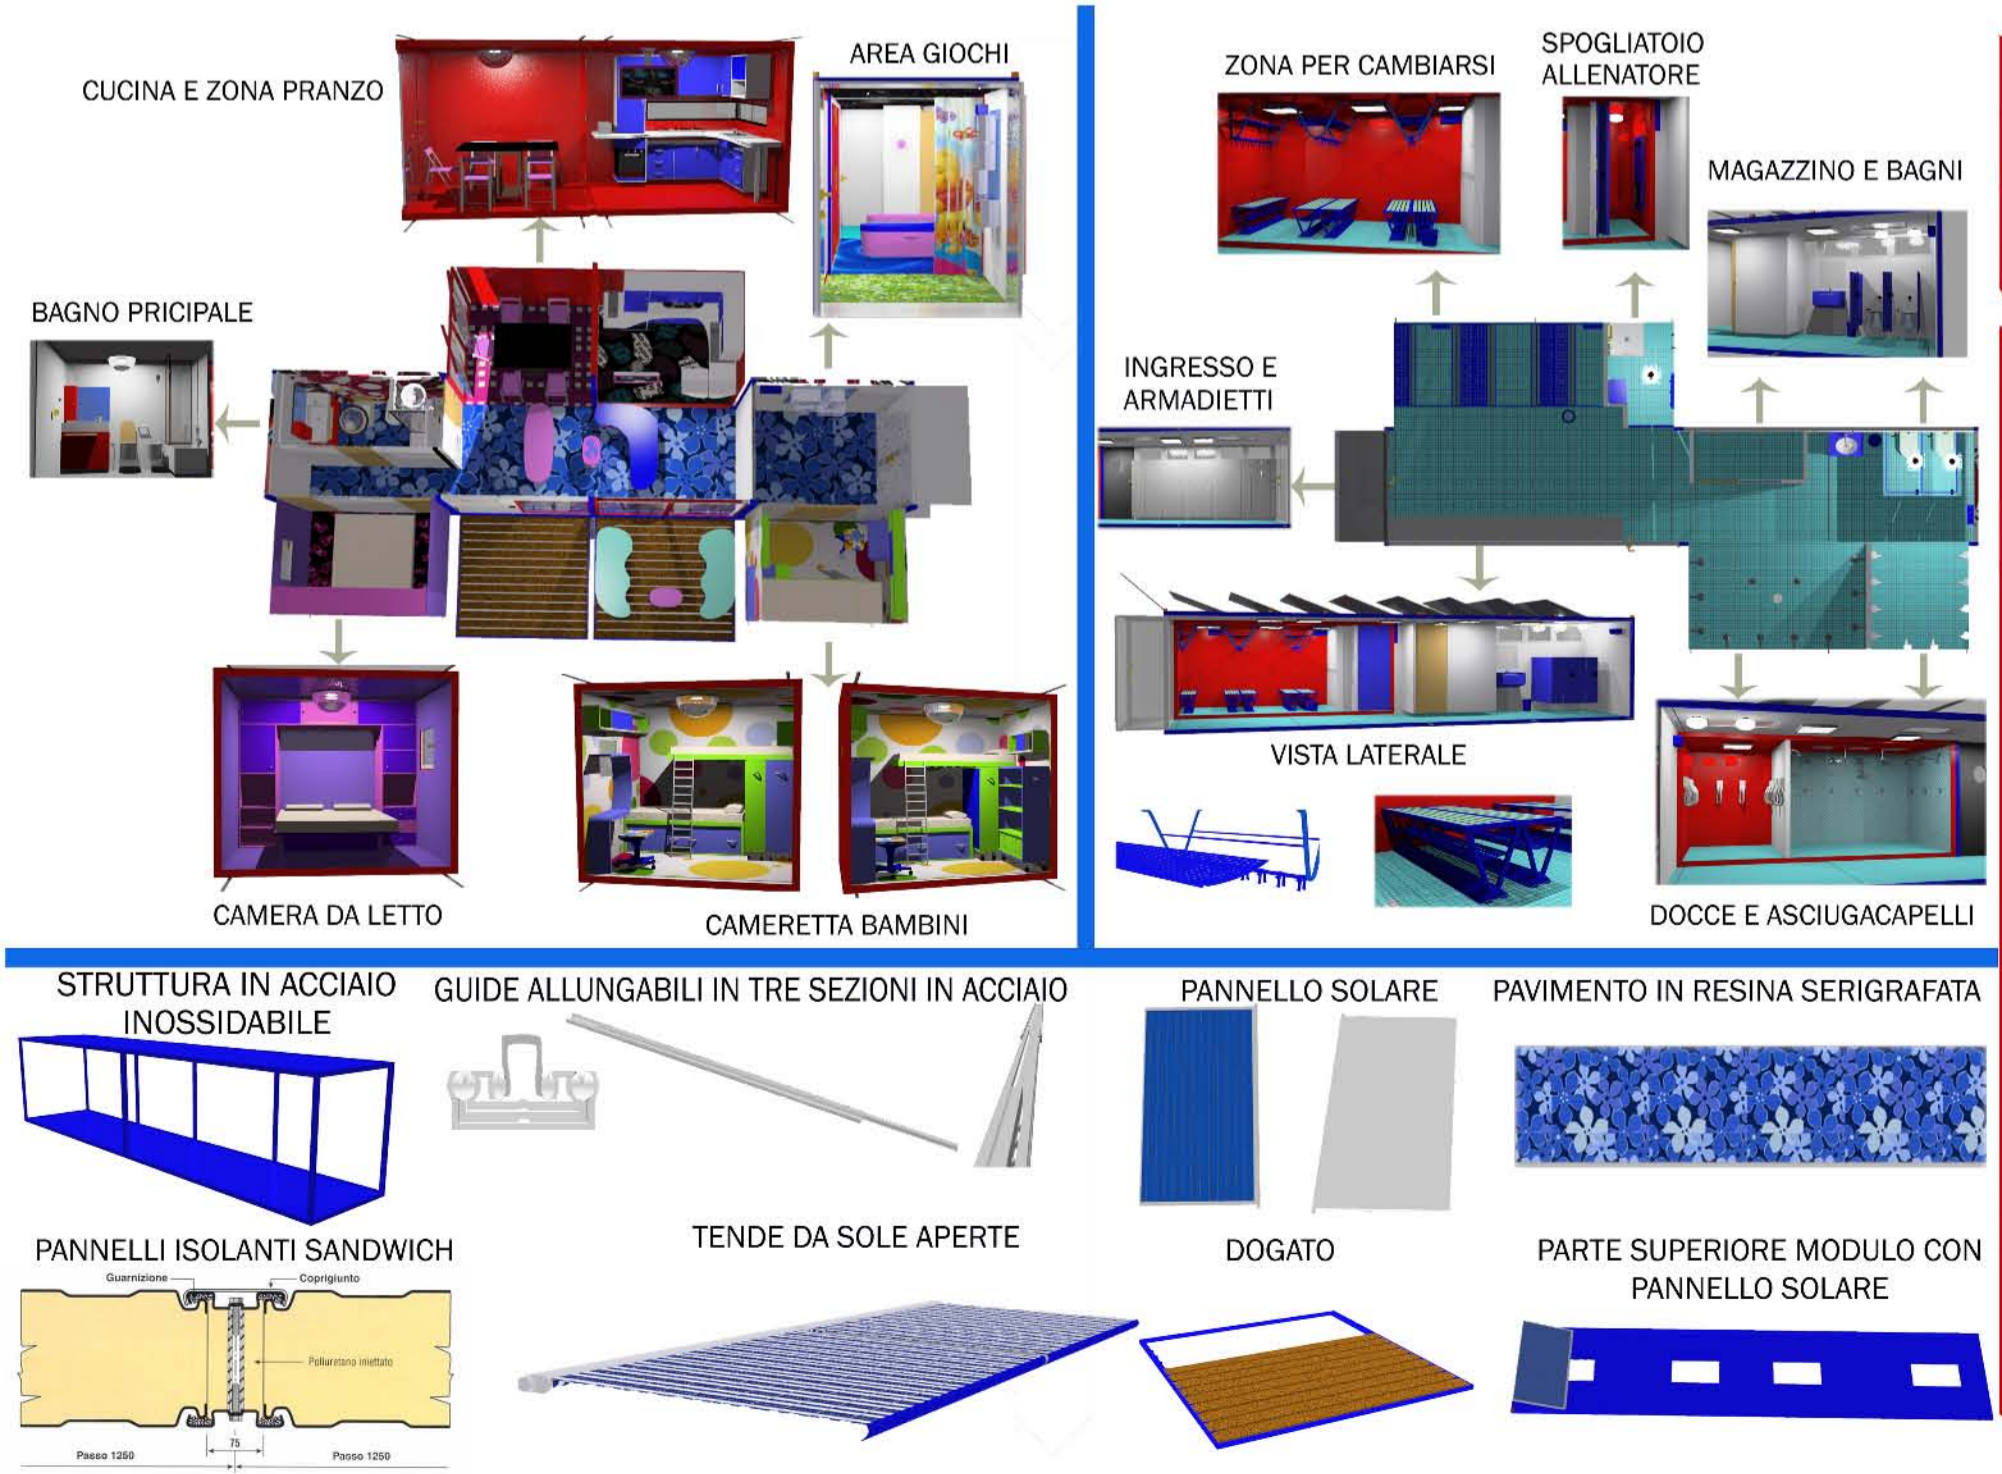 CUCINA E ZONA PRANZO
AREA GIOCHI
BAGNO PRICIPALE
CAMERA DA LETTO
CAMERETTA BAMBINI
ZONA PER CAMBIARSI
SPOGLIATOIO
ALLENATORE
MAGAZZINO E BAGNI
INGRESSO E
ARMADIETTI
VISTA LATERALE
DOCCE E ASCIUGACAPELLI
STRUTTURA IN ACCIAIO
INOSSIDABILE
GUIDE ALLUNGABILI IN TRE SEZIONI IN ACCIAIO
PANNELLO SOLARE
PAVIMENTO IN RESINA SERIGRAFATA
PANNELLI ISOLANTI SANDWICH
Guarnizione
Coprigiunto
Poliuretano iniettato
75
Passo 1250
Passo 1250
TENDE DA SOLE APERTE
DOGATO
PARTE SUPERIORE MODULO CON
PANNELLO SOLARE